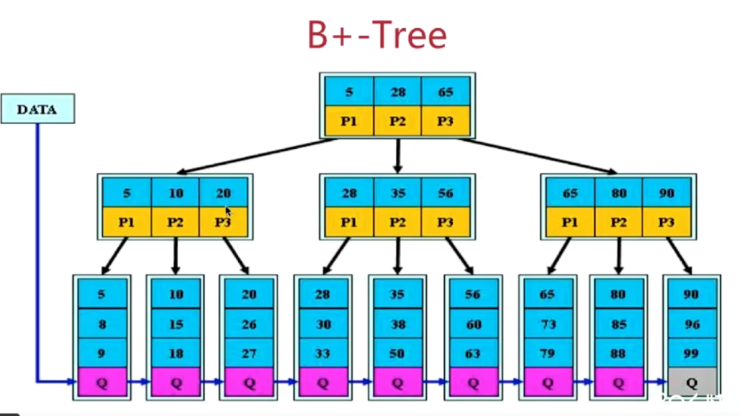 B+-Tree
DATA
5 28 65
P1 P2 P3
5 10 20 28 35 56 65 80 90
P1 P2 P3 P1 P2 P3 P1 P2 P3
5 10 20 28 35 56 65 80 90
8 15 26 30 38 60 73 85 96
9 18 27 33 50 63 79 88 99
Q Q Q Q Q Q Q Q Q